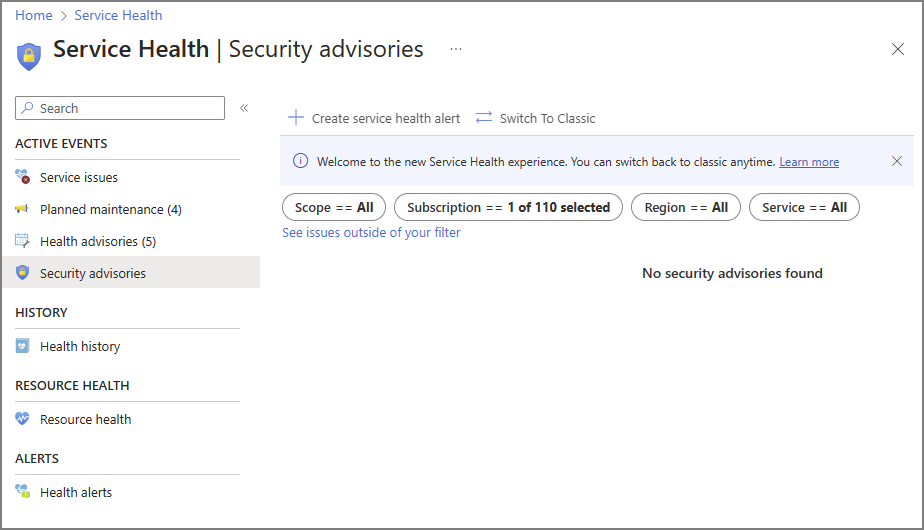 Home > Service Health
Service Health | Security advisories ...
Search «
ACTIVE EVENTS
Service issues
Planned maintenance (4)
Health advisories (5)
Security advisories
HISTORY
Health history
RESOURCE HEALTH
Resource health
ALERTS
Health alerts
Create service health alert Switch To Classic
Welcome to the new Service Health experience. You can switch back to classic anytime. Learn more
Scope == All Subscription == 1 of 110 selected Region == All Service == All
See issues outside of your filter
No security advisories found